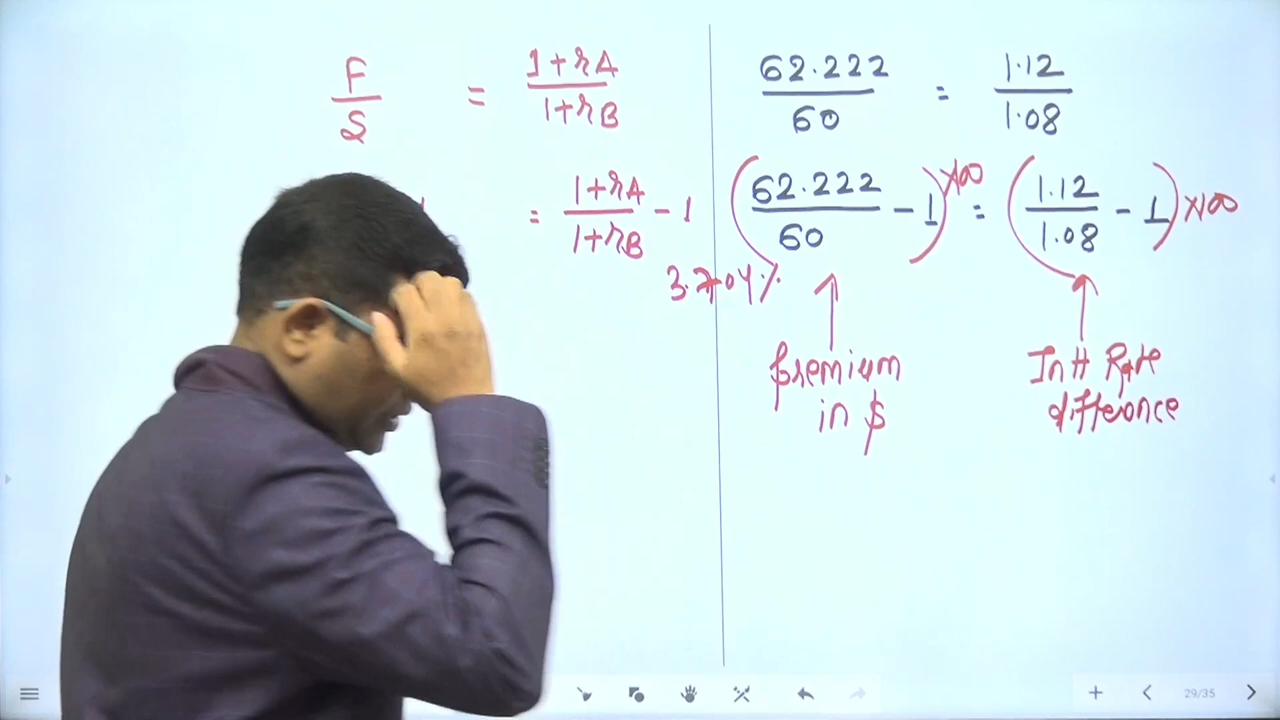 F/S = 1+rA/1+rB
= 1+rA/1+rB - 1
62.222/60 = 1.12/1.08
(62.222/60 - 1)×100 = (1.12/1.08 - 1)×100
3.704%
premium
in $
Intt Rate
difference
29/35